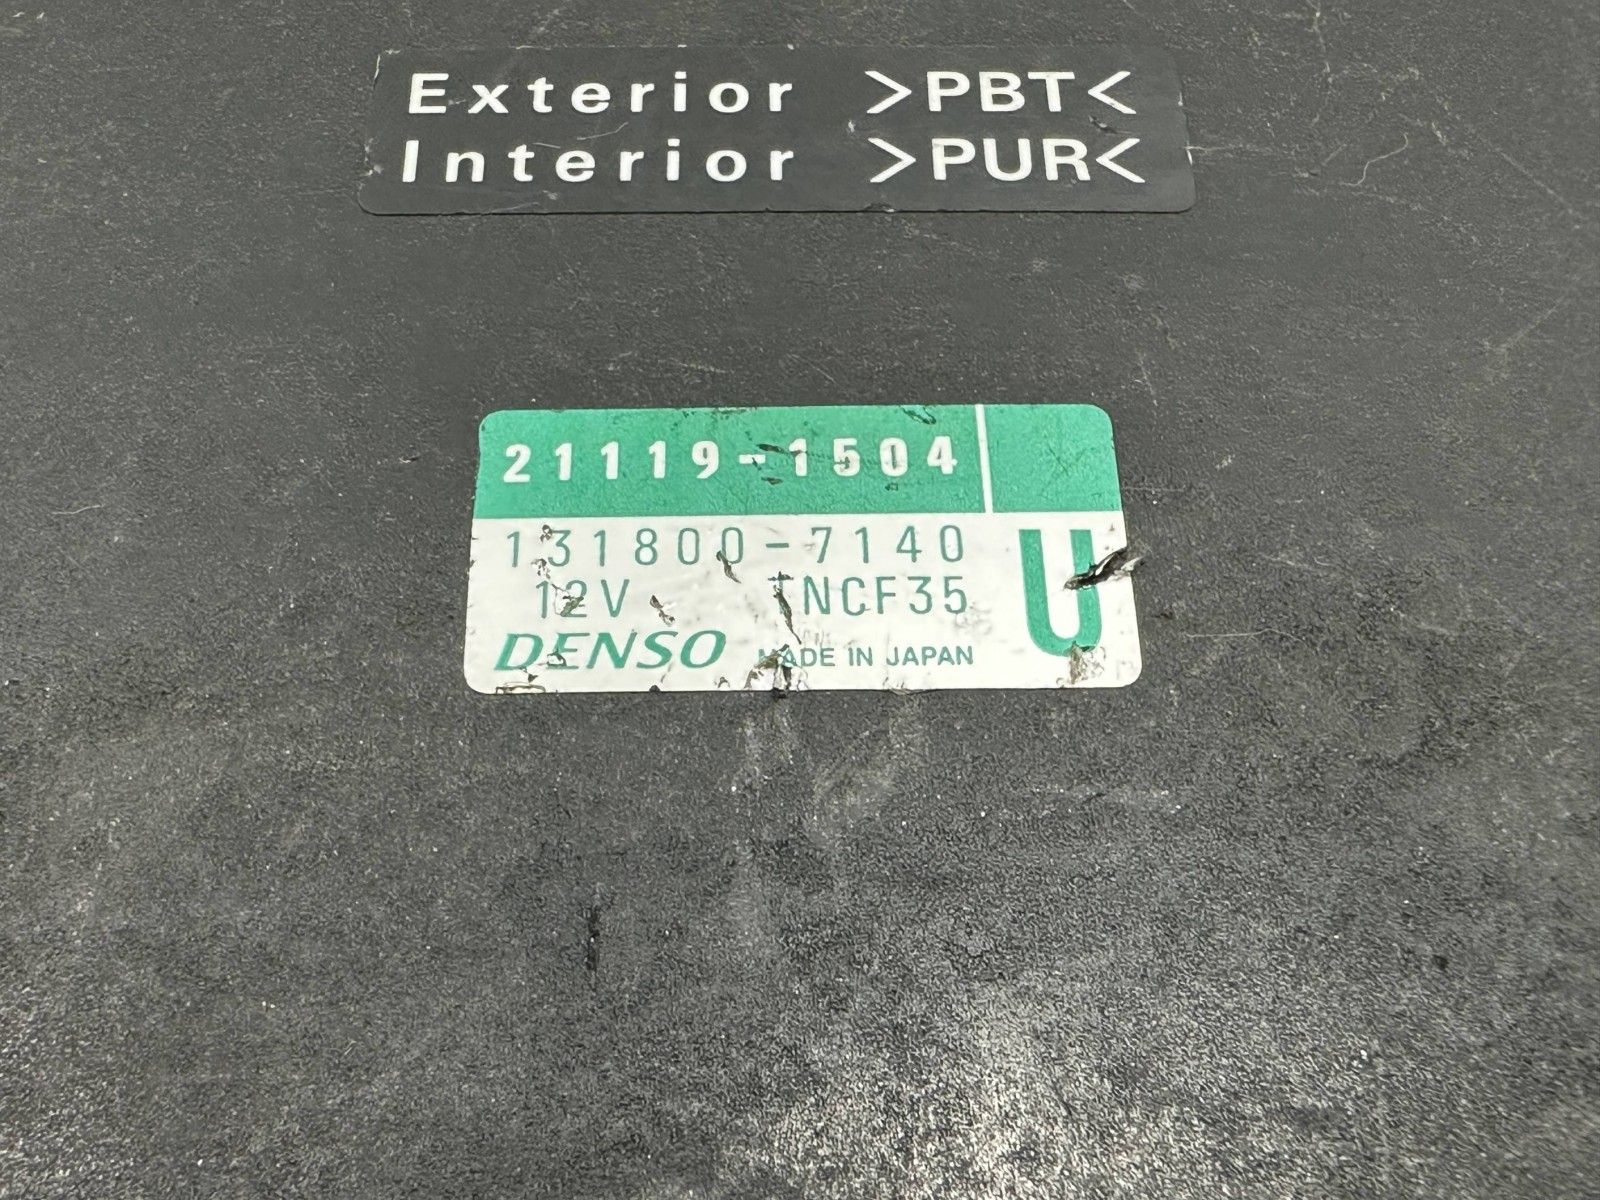 Exterior >PBT<
Interior >PUR<
21119-1504
131800-7140
12V TNCF35
U
DENSO MADE IN JAPAN